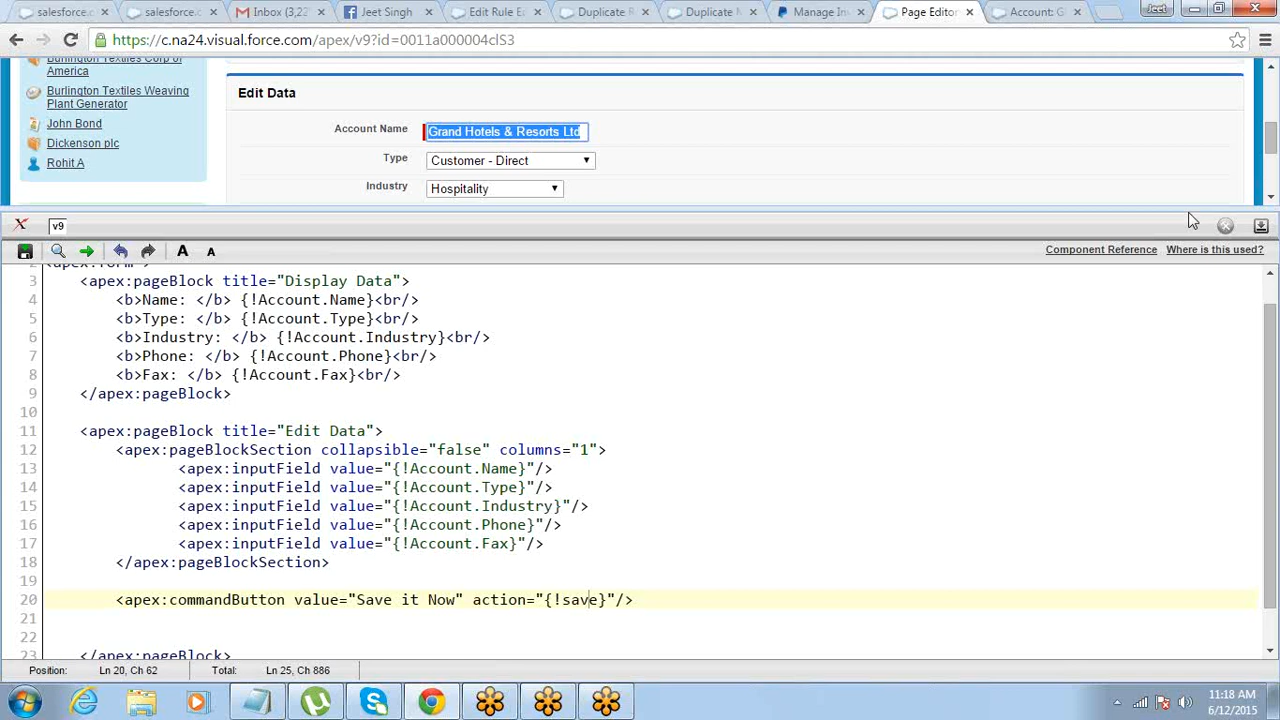 salesforce.c
salesforce.c
Inbox (3,22
Jeet Singh
Edit Rule E
Duplicate R
Duplicate M
Manage Inv
Page Editor
Account: G
Jeet
https://c.na24.visual.force.com/apex/v9?id=0011a000004clS3
Burlington Textiles Corp of
America
Burlington Textiles Weaving
Plant Generator
John Bond
Dickenson plc
Rohit A
Edit Data
Account Name Grand Hotels & Resorts Ltd
Type Customer - Direct
Industry Hospitality
v9
A A
Component Reference Where is this used?
3 <apex:pageBlock title="Display Data">
4 <b>Name: </b> {!Account.Name}<br/>
5 <b>Type: </b> {!Account.Type}<br/>
6 <b>Industry: </b> {!Account.Industry}<br/>
7 <b>Phone: </b> {!Account.Phone}<br/>
8 <b>Fax: </b> {!Account.Fax}<br/>
9 </apex:pageBlock>
10
11 <apex:pageBlock title="Edit Data">
12 <apex:pageBlockSection collapsible="false" columns="1">
13 <apex:inputField value="{!Account.Name}"/>
14 <apex:inputField value="{!Account.Type}"/>
15 <apex:inputField value="{!Account.Industry}"/>
16 <apex:inputField value="{!Account.Phone}"/>
17 <apex:inputField value="{!Account.Fax}"/>
18 </apex:pageBlockSection>
19
20 <apex:commandButton value="Save it Now" action="{!save}"/>
21
22
23 </apex:pageBlock>
Position: Ln 20, Ch 62 Total: Ln 25, Ch 886
11:18 AM
6/12/2015